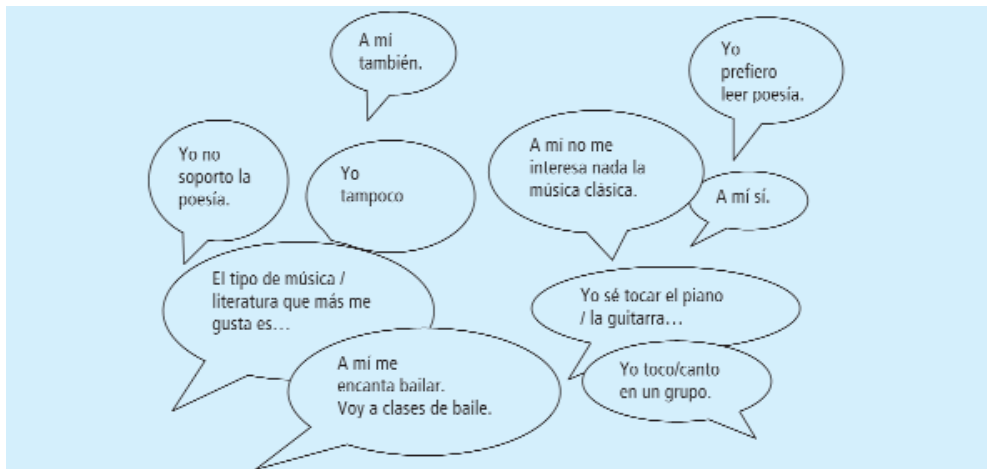 A mí
también.
Yo
prefiero
leer poesía.
Yo no
soporto la
poesía.
Yo
tampoco
A mí no me
interesa nada la
música clásica.
A mí sí.
El tipo de música /
literatura que más me
gusta es…
Yo sé tocar el piano
/ la guitarra…
A mí me
encanta bailar.
Voy a clases de baile.
Yo toco/canto
en un grupo.